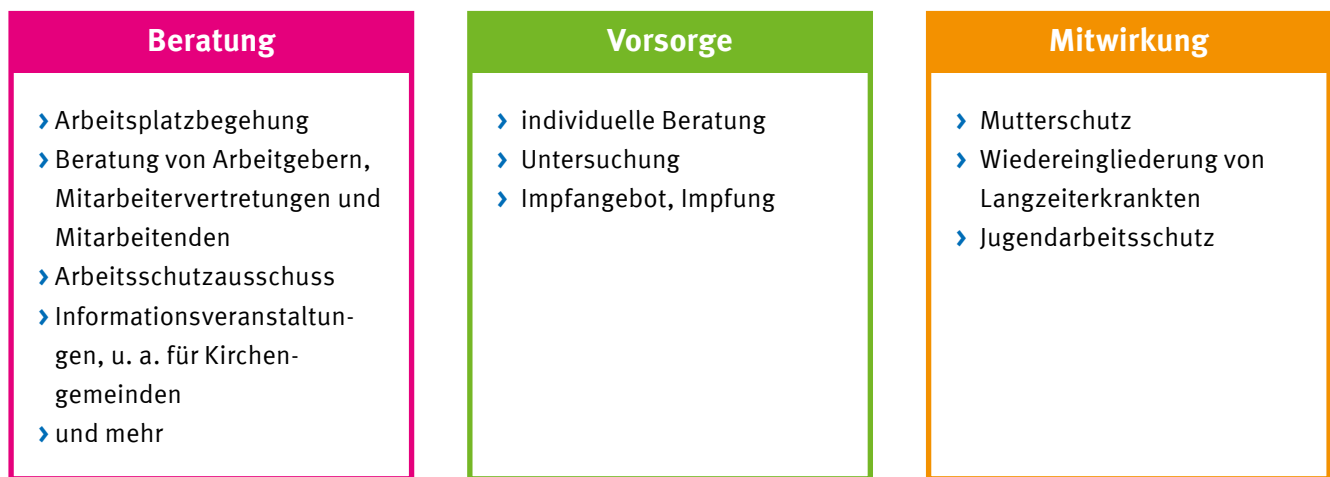 Beratung
› Arbeitsplatzbegehung
› Beratung von Arbeitgebern,
Mitarbeitervertretungen und
Mitarbeitenden
› Arbeitsschutzausschuss
› Informationsveranstaltun-
gen, u. a. für Kirchen-
gemeinden
› und mehr
Vorsorge
› individuelle Beratung
› Untersuchung
› Impfangebot, Impfung
Mitwirkung
› Mutterschutz
› Wiedereingliederung von
Langzeiterkrankten
› Jugendarbeitsschutz